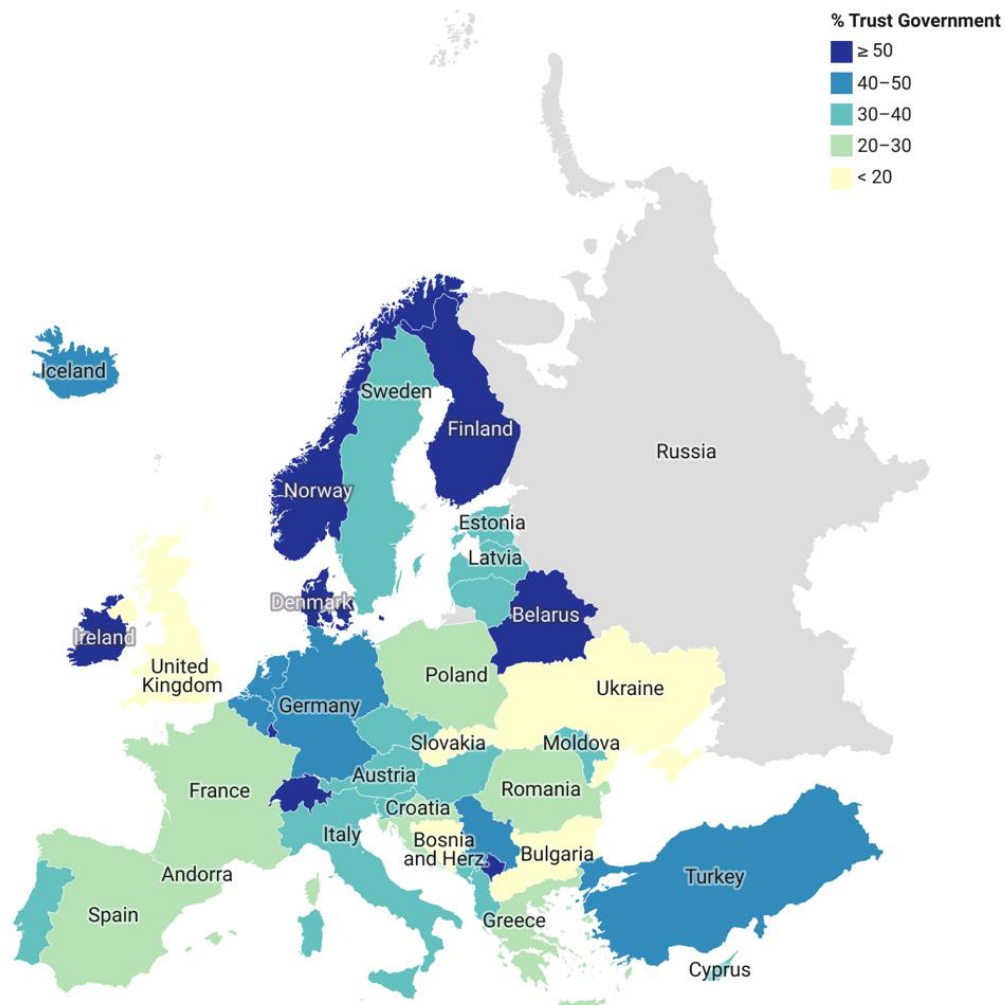 % Trust Government
≥ 50
40–50
30–40
20–30
< 20
Iceland
Sweden
Finland
Russia
Norway
Estonia
Latvia
Denmark
Belarus
Ireland
United
Kingdom
Poland
Ukraine
Germany
Slovakia
Moldova
Austria
France
Romania
Croatia
Italy
Bosnia
and Herz.
Bulgaria
Andorra
Turkey
Spain
Greece
Cyprus